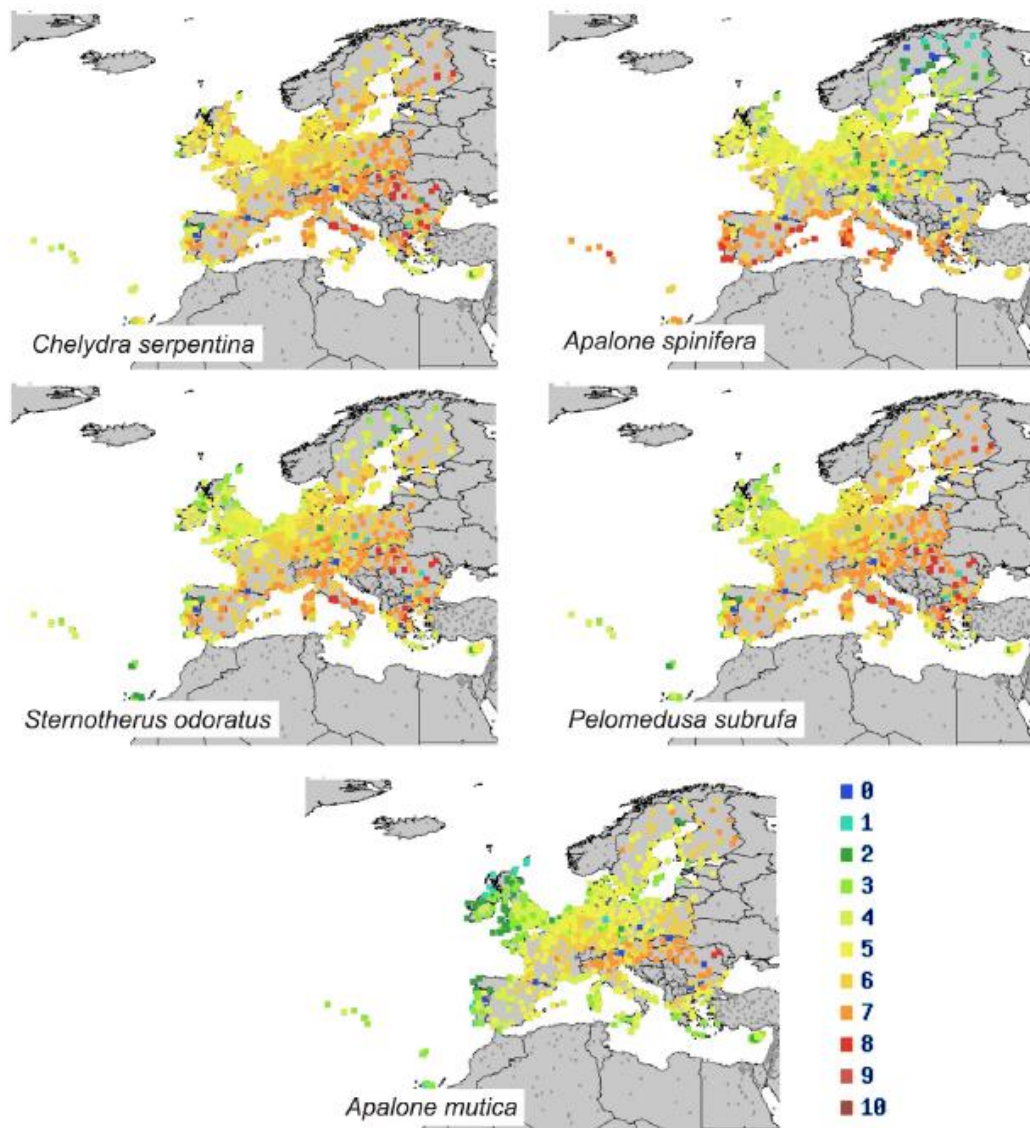 Chelydra serpentina
Apalone spinifera
Sternotherus odoratus
Pelomedusa subrufa
Apalone mutica
0
1
2
3
4
5
6
7
8
9
10